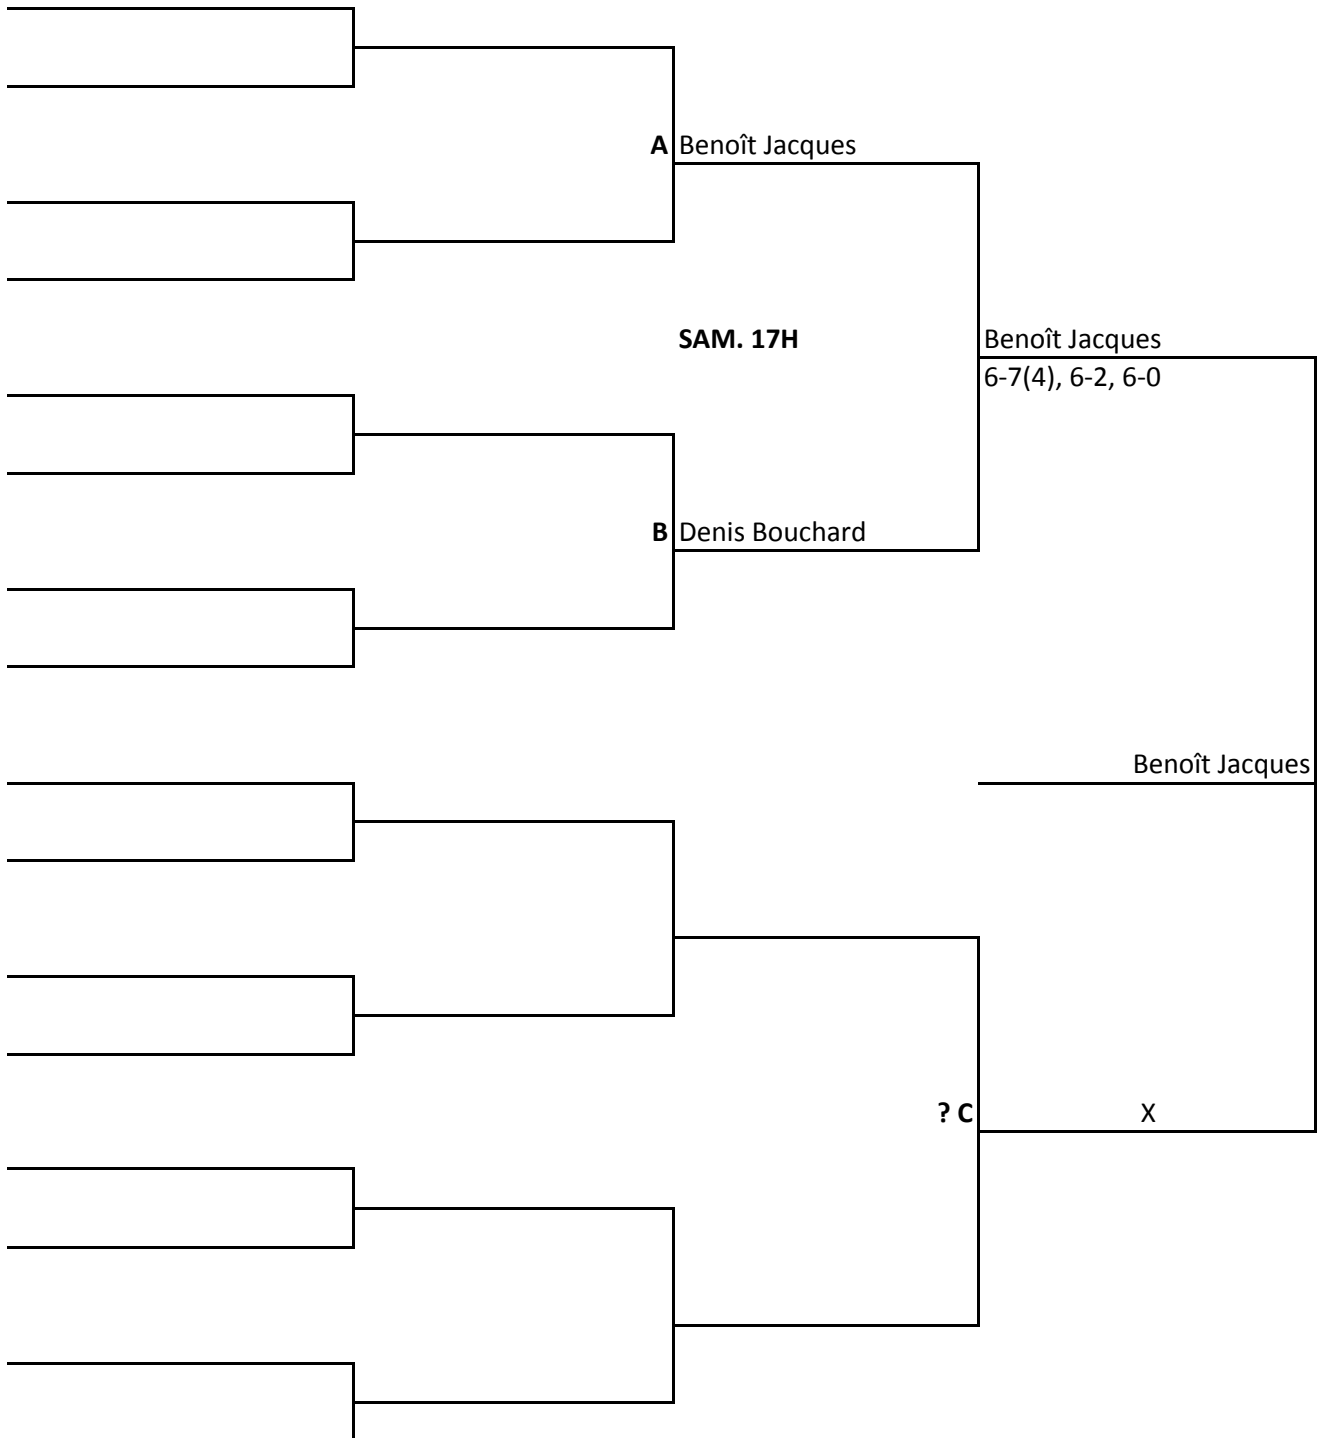 A Benoît Jacques
SAM. 17H
Benoît Jacques
6-7(4), 6-2, 6-0
B Denis Bouchard
Benoît Jacques
? C
X